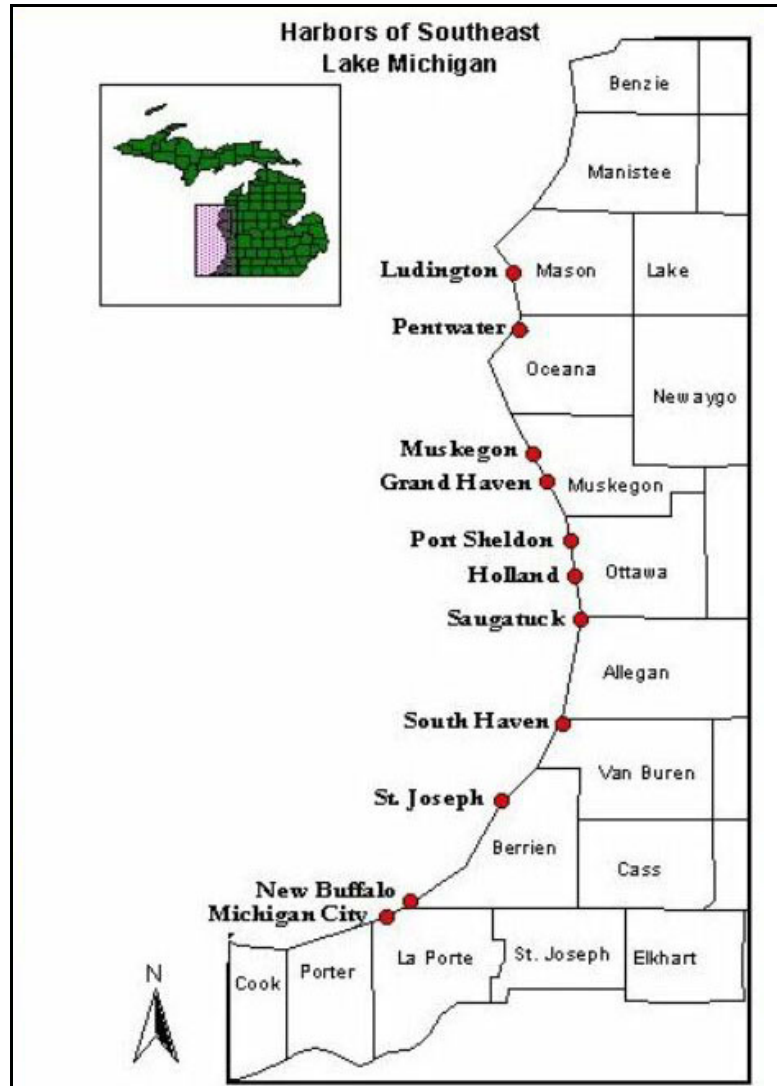 Harbors of Southeast
Lake Michigan
Benzie
Manistee
Ludington
Mason
Lake
Pentwater
Oceana
Newaygo
Muskegon
Grand Haven
Muskegon
Port Sheldon
Holland
Ottawa
Saugatuck
Allegan
South Haven
Van Buren
St. Joseph
Berrien
Cass
New Buffalo
Michigan City
La Porte
St. Joseph
Elkhart
Porter
Cook
N